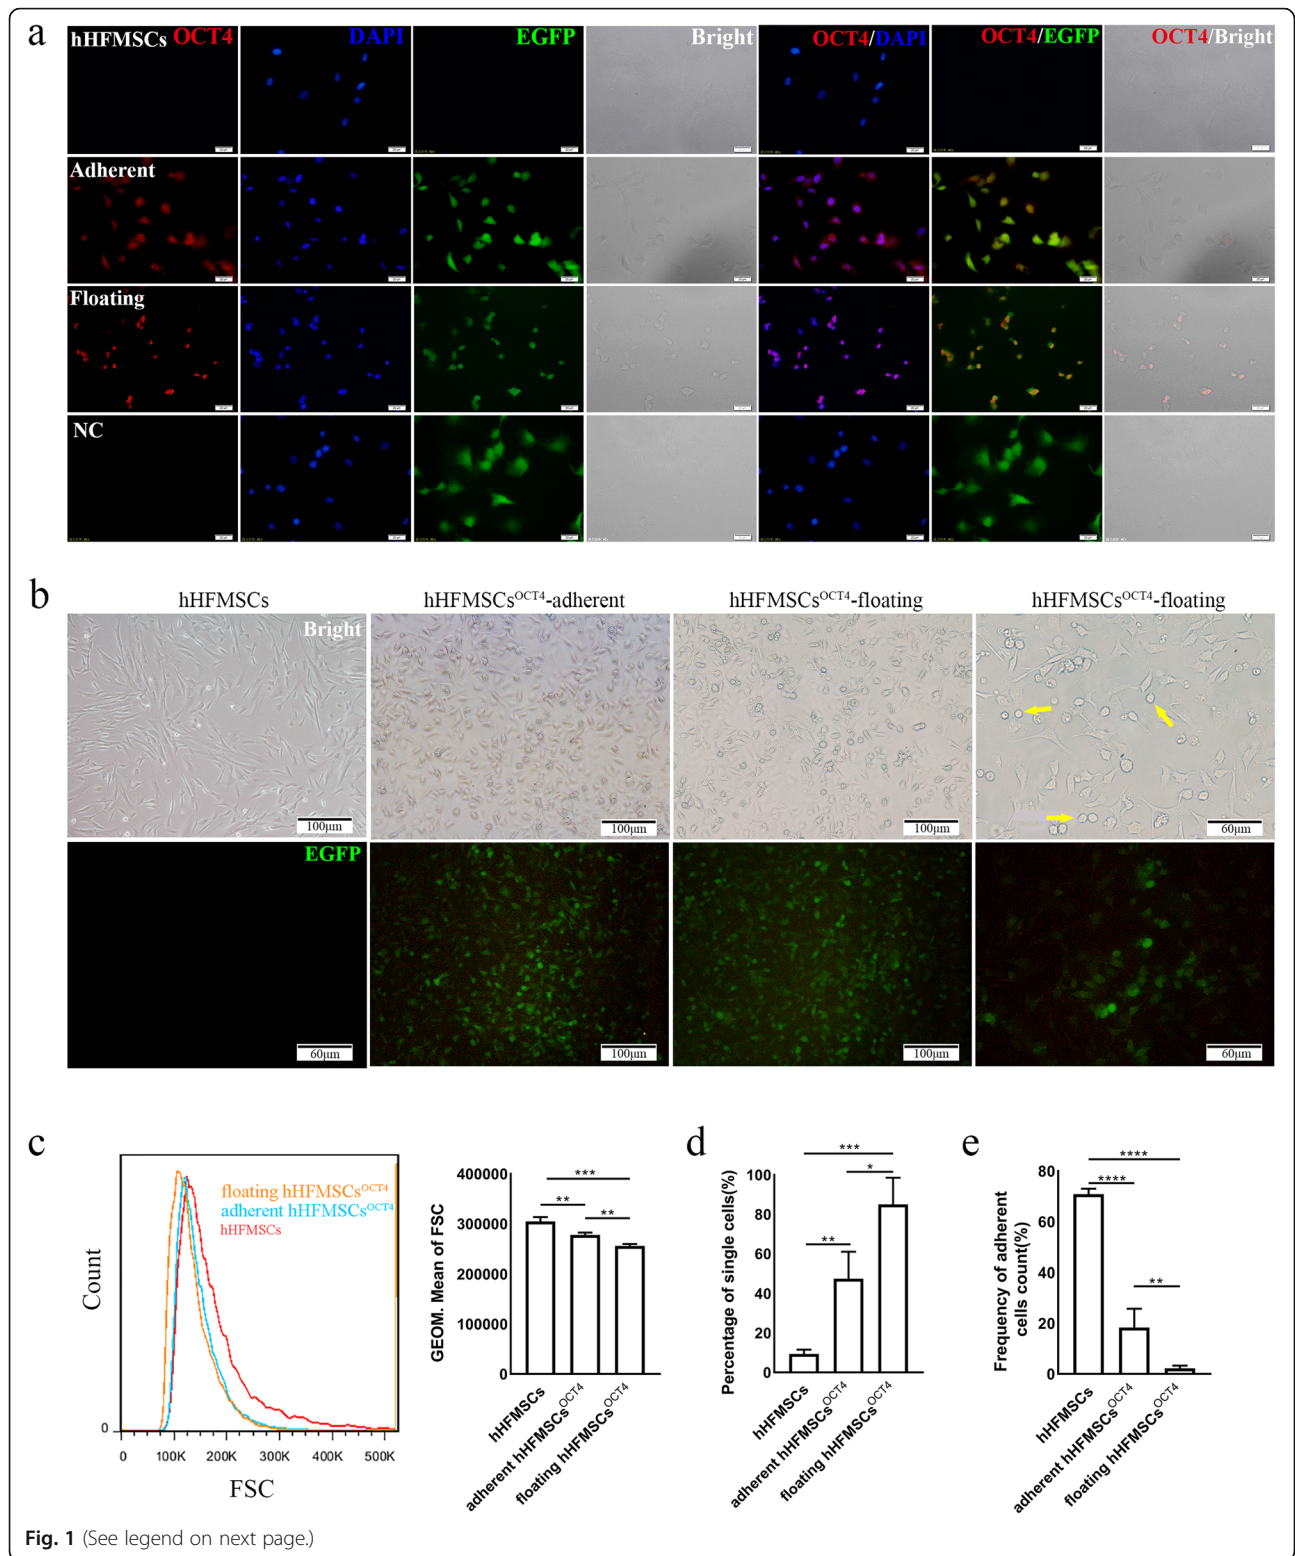 a
hHFMSCs OCT4 DAPI EGFP Bright OCT4/DAPI OCT4/EGFP OCT4/Bright
Adherent
Floating
NC
b
hHFMSCs hHFMSCsOCT4-adherent hHFMSCsOCT4-floating hHFMSCsOCT4-floating
Bright
100μm 100μm 100μm 60μm
EGFP
60μm 100μm 100μm 60μm
c
floating hHFMSCsOCT4
adherent hHFMSCsOCT4
hHFMSCs
Count
0
0 100K 200K 300K 400K 500K
FSC
GEOM. Mean of FSC
400000
300000
200000
100000
0
***
** **
hHFMSCs
adherent hHFMSCsOCT4
floating hHFMSCsOCT4
d
Percentage of single cells(%)
100
80
60
40
20
0
***
*
**
hHFMSCs
adherent hHFMSCsOCT4
floating hHFMSCsOCT4
e
Frequency of adherent
cells count(%)
80
60
40
20
0
****
****
**
hHFMSCs
adherent hHFMSCsOCT4
floating hHFMSCsOCT4
Fig. 1 (See legend on next page.)